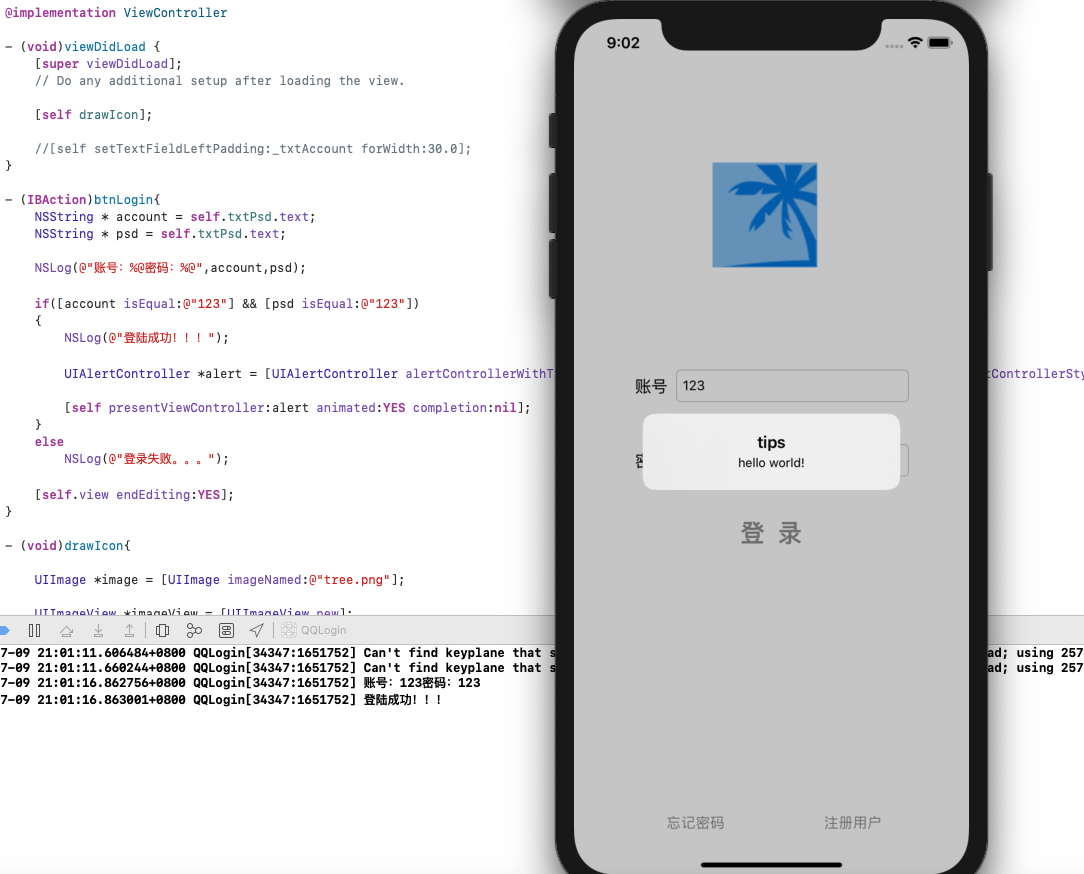 @implementation ViewController
- (void)viewDidLoad {
[super viewDidLoad];
// Do any additional setup after loading the view.
[self drawIcon];
//[self setTextFieldLeftPadding:_txtAccount forWidth:30.0];
}
- (IBAction)btnLogin{
NSString * account = self.txtPsd.text;
NSString * psd = self.txtPsd.text;
NSLog(@"账号：%@密码：%@",account,psd);
if([account isEqual:@"123"] && [psd isEqual:@"123"])
{
NSLog(@"登陆成功！！！");
UIAlertController *alert = [UIAlertController alertControllerWithT
tControllerSty
[self presentViewController:alert animated:YES completion:nil];
}
else
NSLog(@"登录失败。。。");
[self.view endEditing:YES];
}
- (void)drawIcon{
UIImage *image = [UIImage imageNamed:@"tree.png"];
UIImageView *imageView = [UIImageView new];
QQLogin
7-09 21:01:11.606484+0800 QQLogin[34347:1651752] Can't find keyplane that s
ad; using 257
7-09 21:01:11.660244+0800 QQLogin[34347:1651752] Can't find keyplane that s
ad; using 257
7-09 21:01:16.862756+0800 QQLogin[34347:1651752] 账号：123密码：123
7-09 21:01:16.863001+0800 QQLogin[34347:1651752] 登陆成功！！！
9:02
账号 123
tips
hello world!
登 录
忘记密码 注册用户